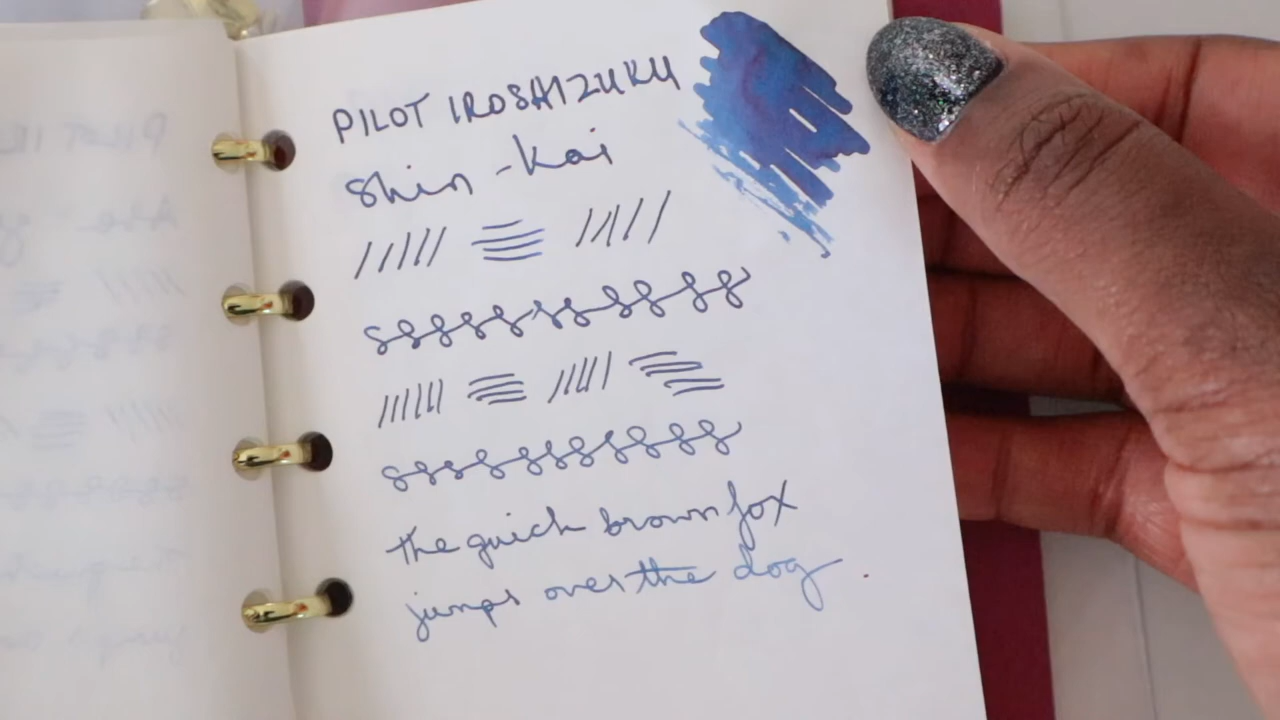 PILOT IROSHIZUKU
Shin-kai
the quick brown fox
jumps over the dog